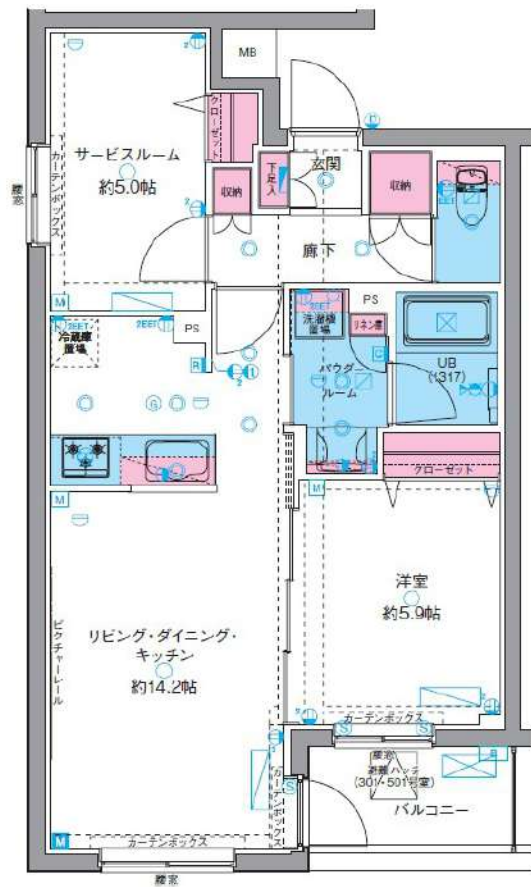 MB
クローゼット
サービスルーム
約5.0帖
カーテンボックス
腰窓
収納
下足入
玄関
収納
廊下
M
2EET
2EET
冷蔵庫
置場
PS
R
2EET
洗濯機
置場
PS
リネン庫
パウダー
ルーム
UB
(1317)
G
クローゼット
M
M
洋室
約5.9帖
ピクチャーレール
リビング・ダイニング・
キッチン
約14.2帖
カーテンボックス
S
S
腰窓
避難ハッチ
(301・501号室)
バルコニー
カーテンボックス
S
M
カーテンボックス
腰窓